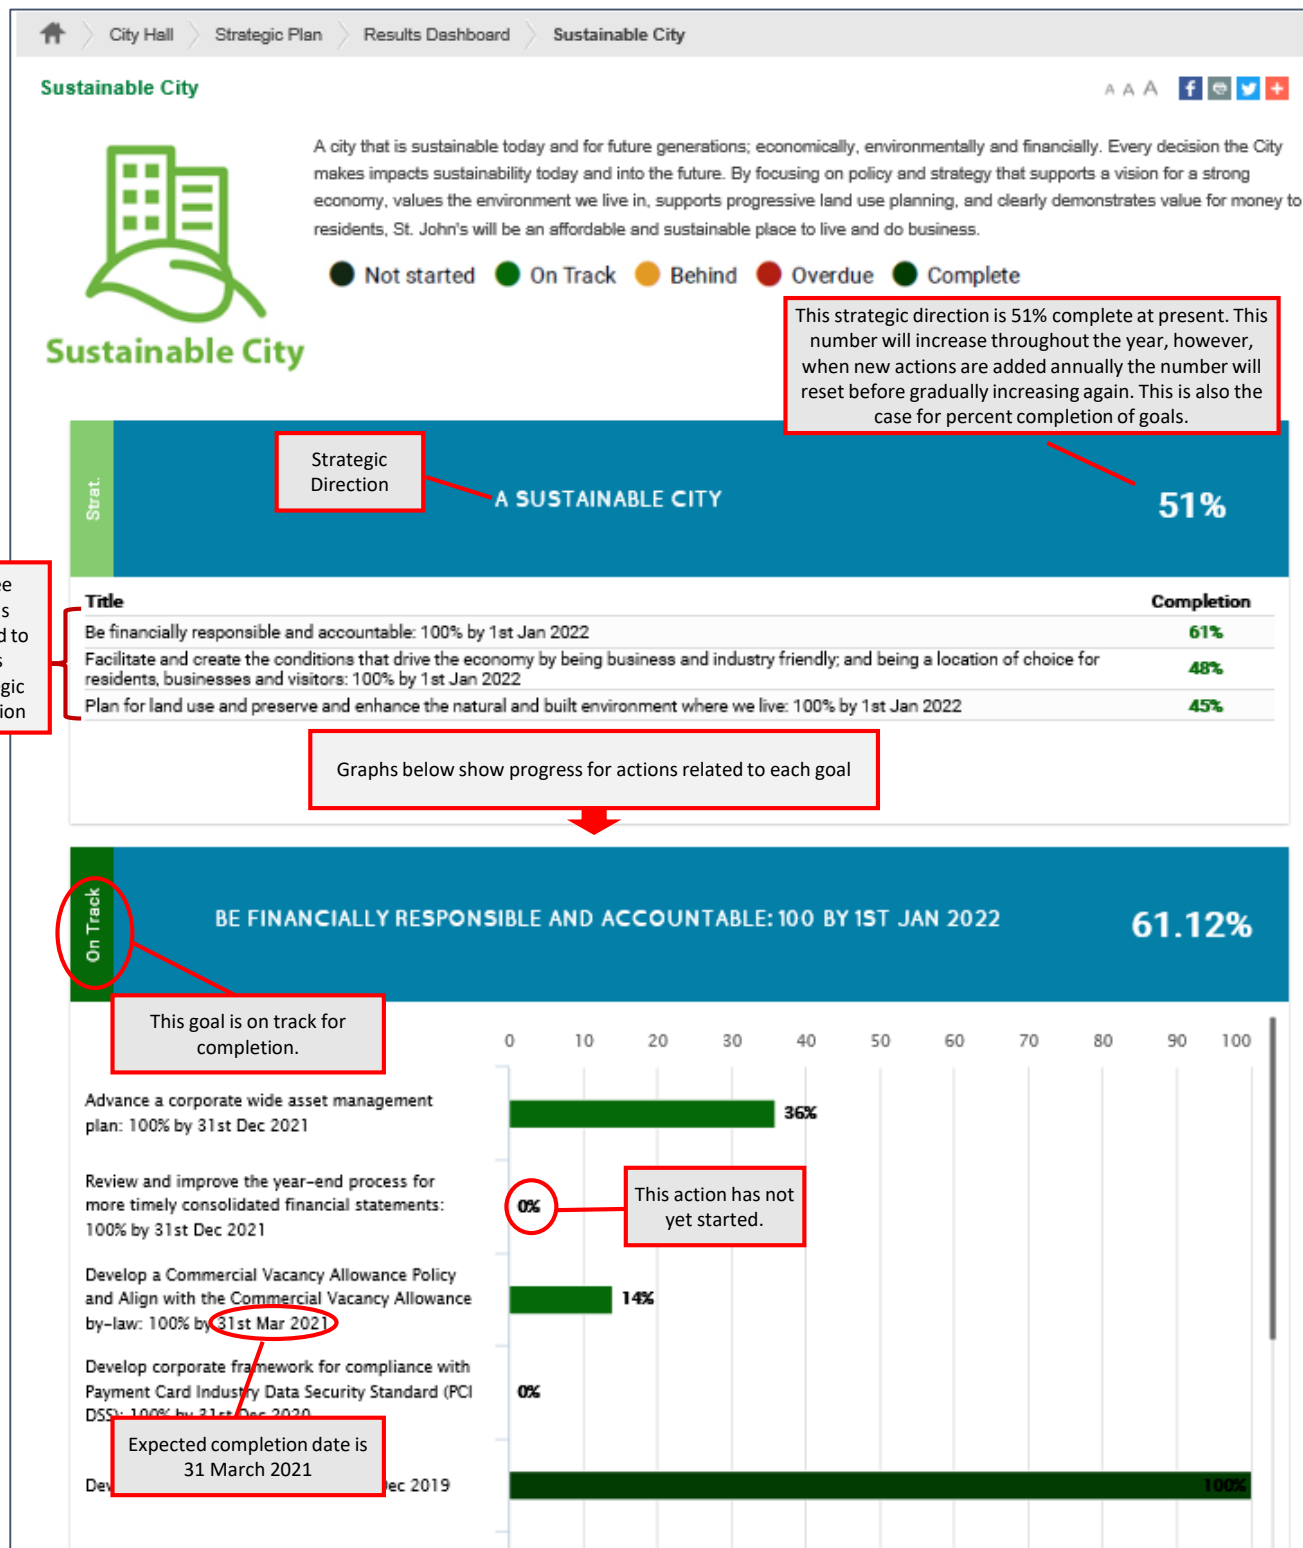 City Hall Strategic Plan Results Dashboard Sustainable City
Sustainable City
A A A f +
A city that is sustainable today and for future generations; economically, environmentally and financially. Every decision the City
makes impacts sustainability today and into the future. By focusing on policy and strategy that supports a vision for a strong
economy, values the environment we live in, supports progressive land use planning, and clearly demonstrates value for money to
residents, St. John's will be an affordable and sustainable place to live and do business.
Not started On Track Behind Overdue Complete
Sustainable City
This strategic direction is 51% complete at present. This
number will increase throughout the year, however,
when new actions are added annually the number will
reset before gradually increasing again. This is also the
case for percent completion of goals.
Strat.
Strategic
Direction
A SUSTAINABLE CITY
51%
Title Completion
Be financially responsible and accountable: 100% by 1st Jan 2022 61%
Facilitate and create the conditions that drive the economy by being business and industry friendly; and being a location of choice for
residents, businesses and visitors: 100% by 1st Jan 2022 48%
Plan for land use and preserve and enhance the natural and built environment where we live: 100% by 1st Jan 2022 45%
Graphs below show progress for actions related to each goal
On Track
BE FINANCIALLY RESPONSIBLE AND ACCOUNTABLE: 100 BY 1ST JAN 2022
61.12%
This goal is on track for
completion.
0 10 20 30 40 50 60 70 80 90 100
Advance a corporate wide asset management
plan: 100% by 31st Dec 2021
36%
Review and improve the year-end process for
more timely consolidated financial statements:
100% by 31st Dec 2021
0%
This action has not
yet started.
Develop a Commercial Vacancy Allowance Policy
and Align with the Commercial Vacancy Allowance
by-law: 100% by 31st Mar 2021
14%
Develop corporate framework for compliance with
Payment Card Industry Data Security Standard (PCI
DSS): 100% by 31st Dec 2020
0%
Expected completion date is
31 March 2021
Dec 2019
100%